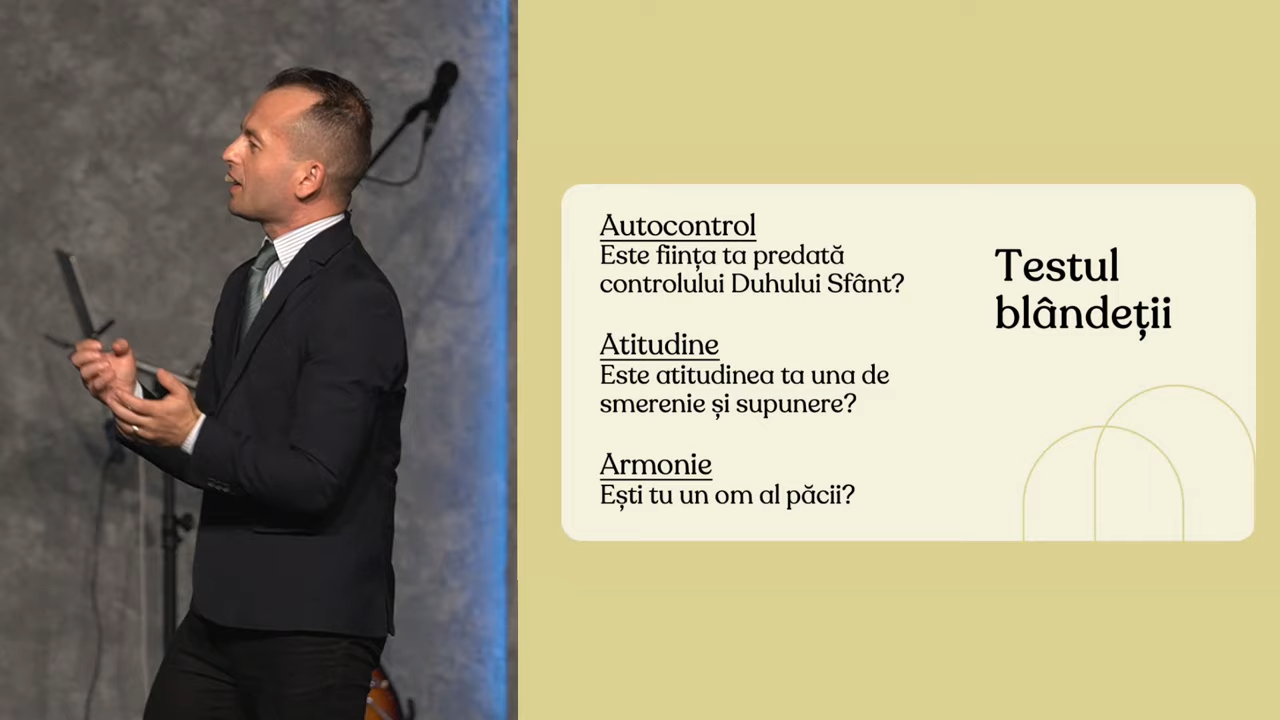 Autocontrol
Este ființa ta predată
controlului Duhului Sfânt?
Atitudine
Este atitudinea ta una de
smerenie și supunere?
Armonie
Ești tu un om al păcii?
Testul
blândeții